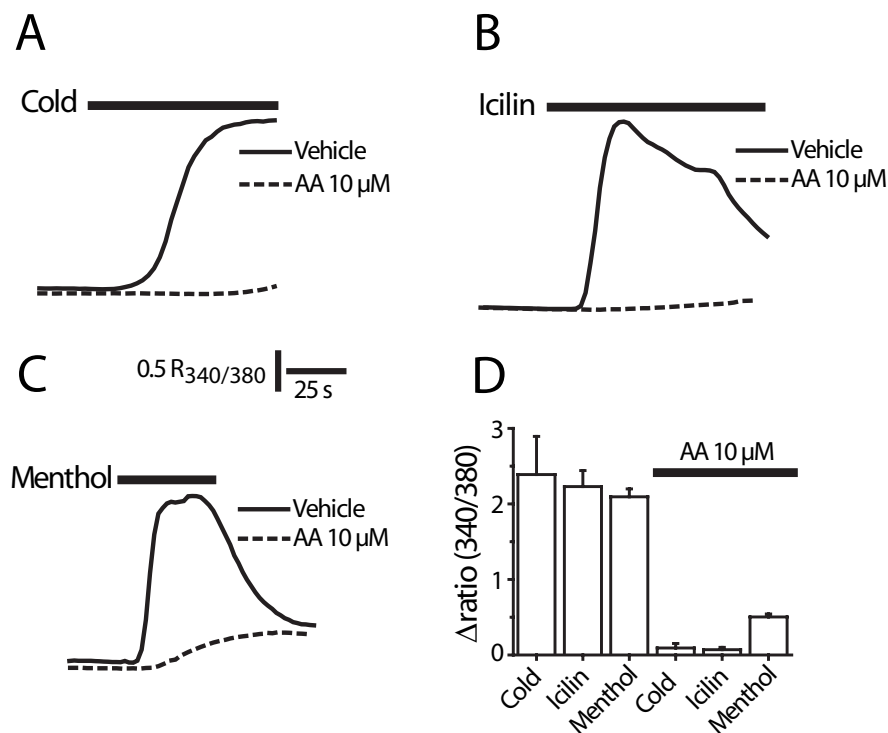 A
Cold
Vehicle
AA 10 µM
B
Icilin
Vehicle
AA 10 µM
C
0.5 R340/380
25 s
Menthol
Vehicle
AA 10 µM
D
AA 10 µM
Δratio (340/380)
3
2
1
0
Cold
Icilin
Menthol
Cold
Icilin
Menthol